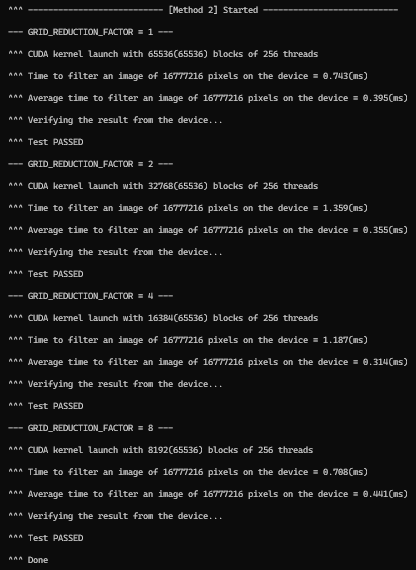 ^^^ -------------------------- [Method 2] Started --------------------------
--- GRID_REDUCTION_FACTOR = 1 ---
^^^ CUDA kernel launch with 65536(65536) blocks of 256 threads
^^^ Time to filter an image of 16777216 pixels on the device = 0.743(ms)
^^^ Average time to filter an image of 16777216 pixels on the device = 0.395(ms)
^^^ Verifying the result from the device...
^^^ Test PASSED
--- GRID_REDUCTION_FACTOR = 2 ---
^^^ CUDA kernel launch with 32768(65536) blocks of 256 threads
^^^ Time to filter an image of 16777216 pixels on the device = 1.359(ms)
^^^ Average time to filter an image of 16777216 pixels on the device = 0.355(ms)
^^^ Verifying the result from the device...
^^^ Test PASSED
--- GRID_REDUCTION_FACTOR = 4 ---
^^^ CUDA kernel launch with 16384(65536) blocks of 256 threads
^^^ Time to filter an image of 16777216 pixels on the device = 1.187(ms)
^^^ Average time to filter an image of 16777216 pixels on the device = 0.314(ms)
^^^ Verifying the result from the device...
^^^ Test PASSED
--- GRID_REDUCTION_FACTOR = 8 ---
^^^ CUDA kernel launch with 8192(65536) blocks of 256 threads
^^^ Time to filter an image of 16777216 pixels on the device = 0.708(ms)
^^^ Average time to filter an image of 16777216 pixels on the device = 0.441(ms)
^^^ Verifying the result from the device...
^^^ Test PASSED
^^^ Done